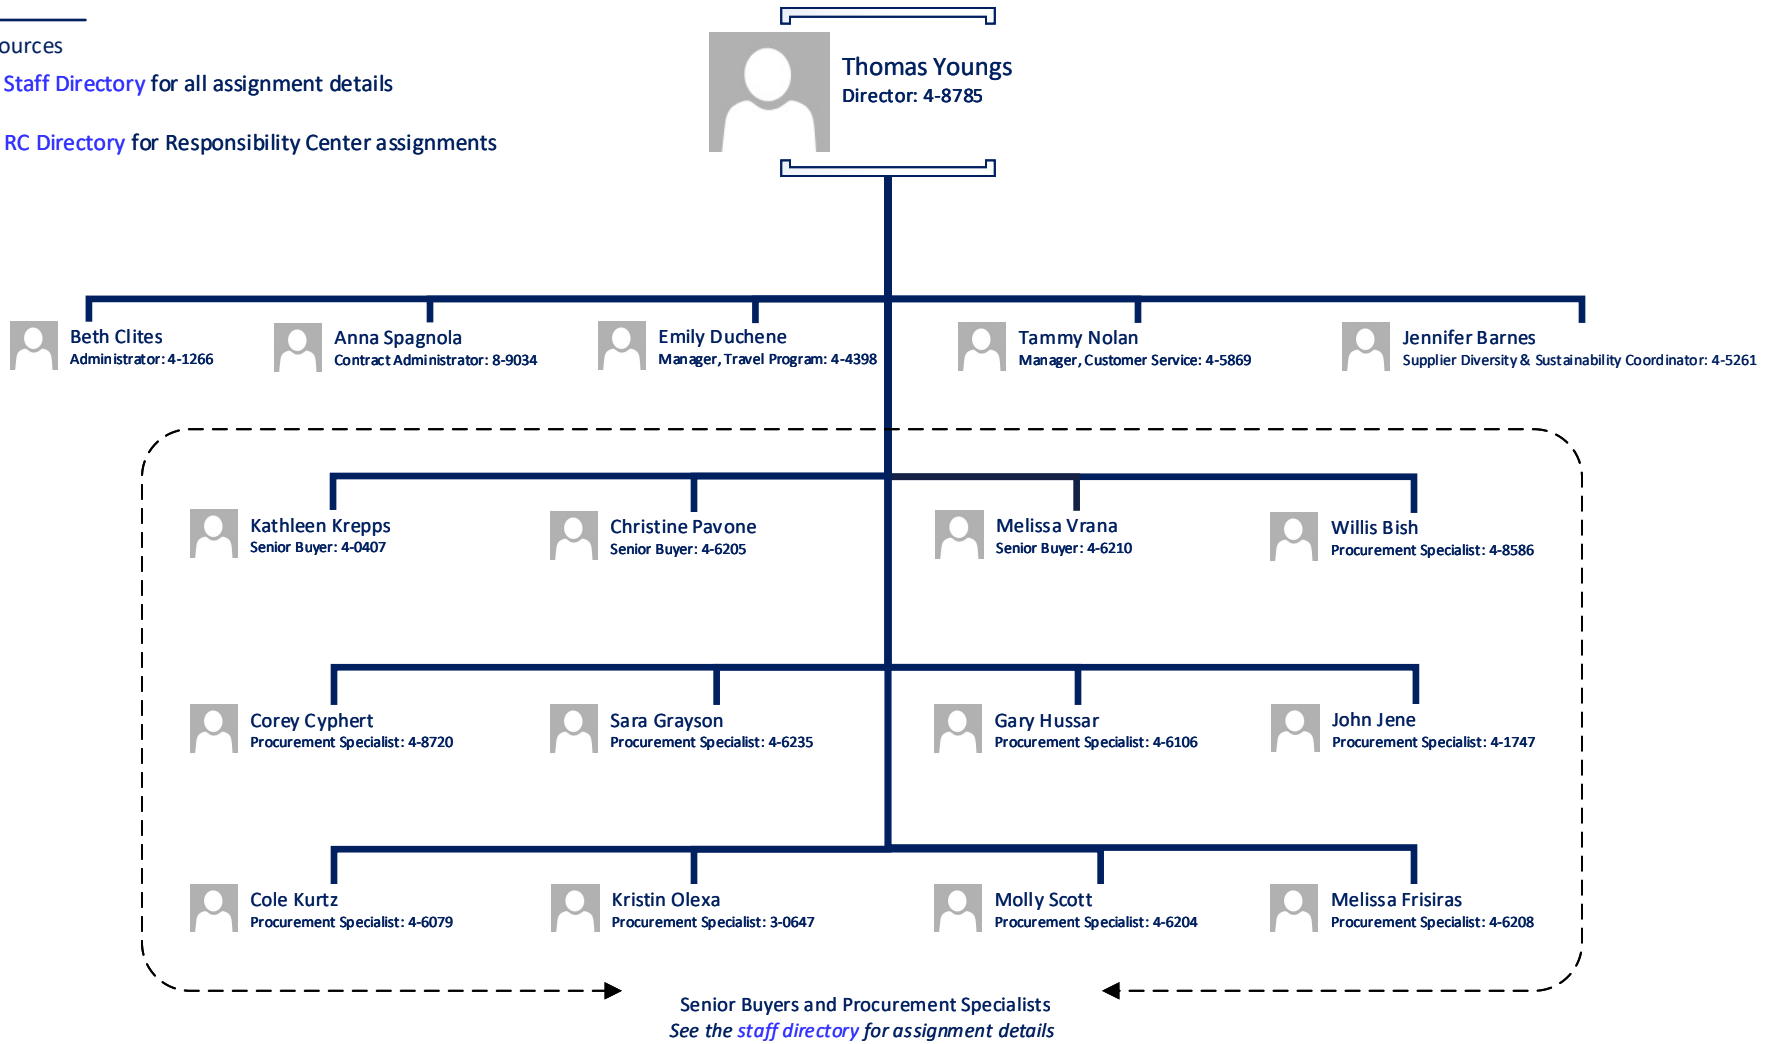 ources
Staff Directory for all assignment details
RC Directory for Responsibility Center assignments
Thomas Youngs
Director: 4-8785
Beth Clites
Administrator: 4-1266
Anna Spagnola
Contract Administrator: 8-9034
Emily Duchene
Manager, Travel Program: 4-4398
Tammy Nolan
Manager, Customer Service: 4-5869
Jennifer Barnes
Supplier Diversity & Sustainability Coordinator: 4-5261
Kathleen Krepps
Senior Buyer: 4-0407
Christine Pavone
Senior Buyer: 4-6205
Melissa Vrana
Senior Buyer: 4-6210
Willis Bish
Procurement Specialist: 4-8586
Corey Cyphert
Procurement Specialist: 4-8720
Sara Grayson
Procurement Specialist: 4-6235
Gary Hussar
Procurement Specialist: 4-6106
John Jene
Procurement Specialist: 4-1747
Cole Kurtz
Procurement Specialist: 4-6079
Kristin Olexa
Procurement Specialist: 3-0647
Molly Scott
Procurement Specialist: 4-6204
Melissa Frisiras
Procurement Specialist: 4-6208
Senior Buyers and Procurement Specialists
See the staff directory for assignment details